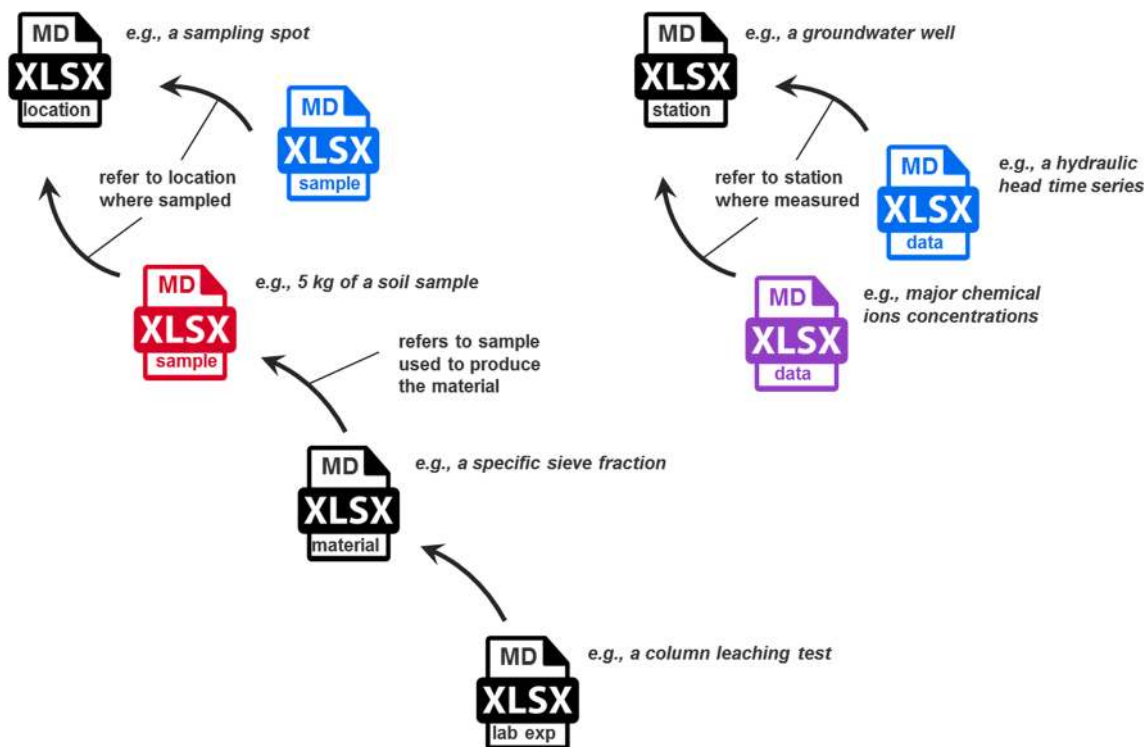 MD
XLSX
location
e.g., a sampling spot
MD
XLSX
sample
refer to location
where sampled
MD
XLSX
sample
e.g., 5 kg of a soil sample
refers to sample
used to produce
the material
MD
XLSX
material
e.g., a specific sieve fraction
MD
XLSX
lab exp
e.g., a column leaching test
MD
XLSX
station
e.g., a groundwater well
MD
XLSX
data
e.g., a hydraulic
head time series
refer to station
where measured
MD
XLSX
data
e.g., major chemical
ions concentrations